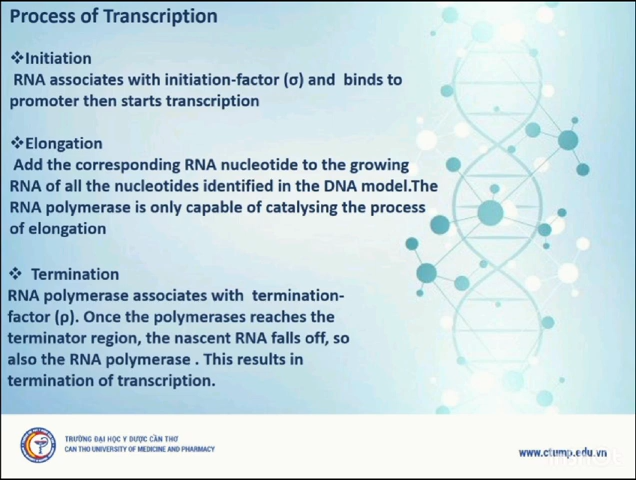 Process of Transcription
❖Initiation
RNA associates with initiation-factor (σ) and binds to
promoter then starts transcription
❖Elongation
Add the corresponding RNA nucleotide to the growing
RNA of all the nucleotides identified in the DNA model.The
RNA polymerase is only capable of catalysing the process
of elongation
❖ Termination
RNA polymerase associates with termination-
factor (ρ). Once the polymerases reaches the
terminator region, the nascent RNA falls off, so
also the RNA polymerase . This results in
termination of transcription.
TRƯỜNG ĐẠI HỌC Y DƯỢC CẦN THƠ
CAN THO UNIVERSITY OF MEDICINE AND PHARMACY
www.ctump.edu.vn